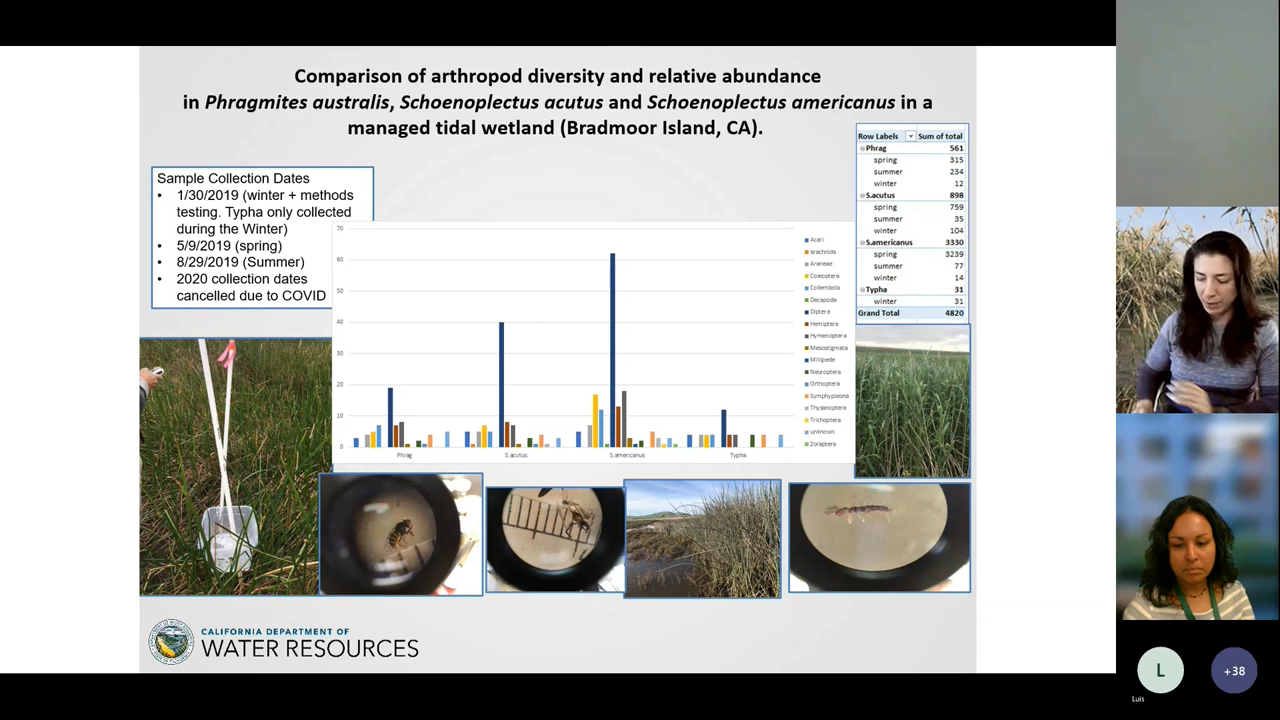 Comparison of arthropod diversity and relative abundance
in Phragmites australis, Schoenoplectus acutus and Schoenoplectus americanus in a
managed tidal wetland (Bradmoor Island, CA).
Sample Collection Dates
• 1/30/2019 (winter + methods
testing. Typha only collected
during the Winter)
• 5/9/2019 (spring)
• 8/29/2019 (Summer)
• 2020 collection dates
cancelled due to COVID
70
60
50
40
30
20
10
0
Phrag
S.acutus
S.americanus
Typha
Acari
arachnida
Araneae
Coleoptera
Collembola
Decapoda
Diptera
Hemiptera
Hymenoptera
Mesostigmata
Millipede
Neuroptera
Orthoptera
Symphypleona
Thysanoptera
Trichoptera
unknown
Zoraptera
Row Labels Sum of total
Phrag 561
spring 315
summer 234
winter 12
S.acutus 898
spring 759
summer 35
winter 104
S.americanus 3330
spring 3239
summer 77
winter 14
Typha 31
winter 31
Grand Total 4820
CALIFORNIA DEPARTMENT OF
WATER RESOURCES
L
+38
Luis